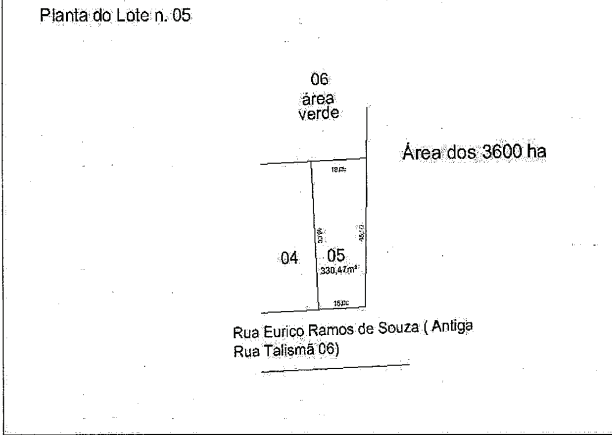 Planta do Lote n. 05
06
área
verde
Área dos 3600 ha
04
05
330,47m²
Rua Eurico Ramos de Souza ( Antiga
Rua Talismã 06)